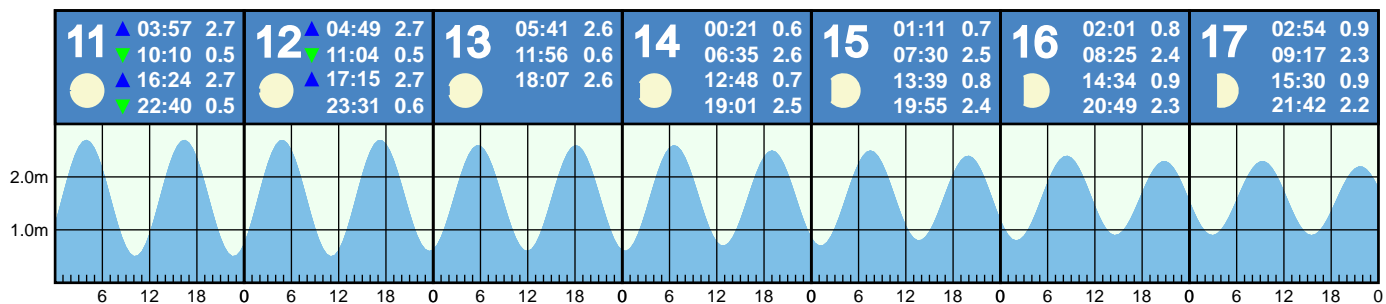 11 ▲ 03:57 2.7
▼ 10:10 0.5
▲ 16:24 2.7
▼ 22:40 0.5
12 ▲ 04:49 2.7
▼ 11:04 0.5
▲ 17:15 2.7
23:31 0.6
13 05:41 2.6
11:56 0.6
18:07 2.6
14 00:21 0.6
06:35 2.6
12:48 0.7
19:01 2.5
15 01:11 0.7
07:30 2.5
13:39 0.8
19:55 2.4
16 02:01 0.8
08:25 2.4
14:34 0.9
20:49 2.3
17 02:54 0.9
09:17 2.3
15:30 0.9
21:42 2.2
2.0m
1.0m
6 12 18 0 6 12 18 0 6 12 18 0 6 12 18 0 6 12 18 0 6 12 18 0 6 12 18 0